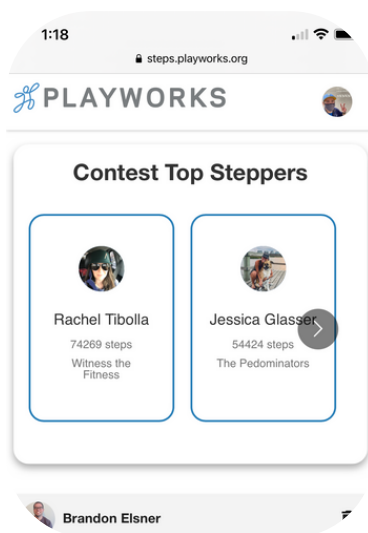 1:18
steps.playworks.org
PLAYWORKS
Contest Top Steppers
Rachel Tibolla
74269 steps
Witness the
Fitness
Jessica Glasser
54424 steps
The Pedominators
Brandon Elsner